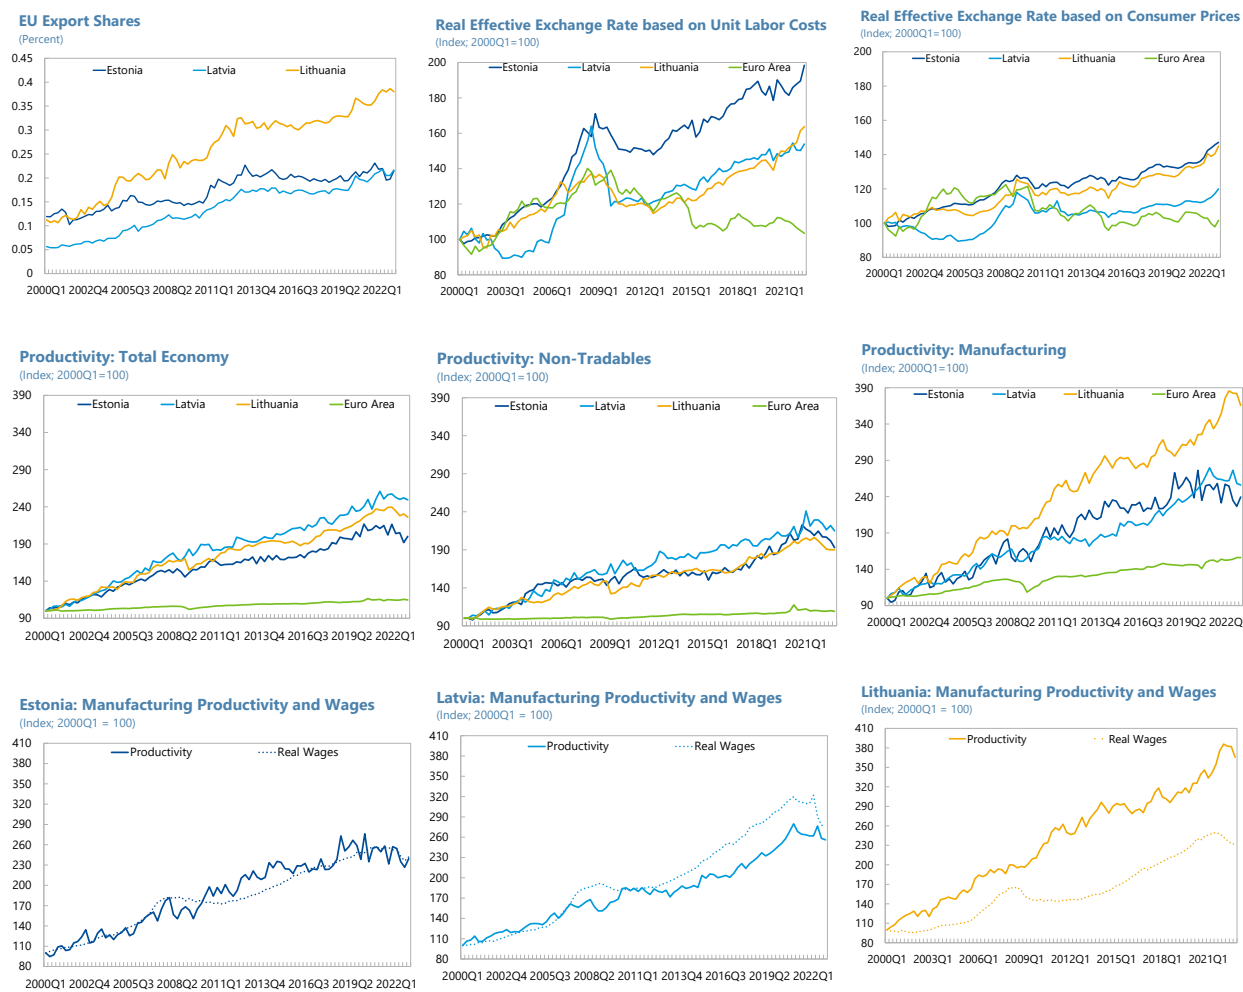 EU Export Shares
(Percent)
0.45
0.4
0.35
0.3
0.25
0.2
0.15
0.1
0.05
0
Estonia Latvia Lithuania
2000Q1 2002Q4 2005Q3 2008Q2 2011Q1 2013Q4 2016Q3 2019Q2 2022Q1
Real Effective Exchange Rate based on Unit Labor Costs
(Index; 2000Q1=100)
200
180
160
140
120
100
80
Estonia Latvia Lithuania Euro Area
2000Q1 2003Q1 2006Q1 2009Q1 2012Q1 2015Q1 2018Q1 2021Q1
Real Effective Exchange Rate based on Consumer Prices
(Index; 2000Q1=100)
200
180
160
140
120
100
80
Estonia Latvia Lithuania Euro Area
2000Q1 2002Q4 2005Q3 2008Q2 2011Q1 2013Q4 2016Q3 2019Q2 2022Q1
Productivity: Total Economy
(Index; 2000Q1=100)
390
340
290
240
190
140
90
Estonia Latvia Lithuania Euro Area
2000Q1 2002Q4 2005Q3 2008Q2 2011Q1 2013Q4 2016Q3 2019Q2 2022Q1
Productivity: Non-Tradables
(Index; 2000Q1=100)
390
340
290
240
190
140
90
Estonia Latvia Lithuania Euro Area
2000Q1 2003Q1 2006Q1 2009Q1 2012Q1 2015Q1 2018Q1 2021Q1
Productivity: Manufacturing
(Index; 2000Q1=100)
390
340
290
240
190
140
90
Estonia Latvia Lithuania Euro Area
2000Q1 2002Q4 2005Q3 2008Q2 2011Q1 2013Q4 2016Q3 2019Q2 2022Q
Estonia: Manufacturing Productivity and Wages
(Index; 2000Q1 = 100)
410
380
350
320
290
260
230
200
170
140
110
80
Productivity Real Wages
2000Q1 2002Q4 2005Q3 2008Q2 2011Q1 2013Q4 2016Q3 2019Q2 2022Q1
Latvia: Manufacturing Productivity and Wages
(Index; 2000Q1 = 100)
410
380
350
320
290
260
230
200
170
140
110
80
Productivity Real Wages
2000Q1 2002Q4 2005Q3 2008Q2 2011Q1 2013Q4 2016Q3 2019Q2 2022Q1
Lithuania: Manufacturing Productivity and Wages
(Index; 2000Q1 = 100)
410
380
350
320
290
260
230
200
170
140
110
80
Productivity Real Wages
2000Q1 2003Q1 2006Q1 2009Q1 2012Q1 2015Q1 2018Q1 2021Q1